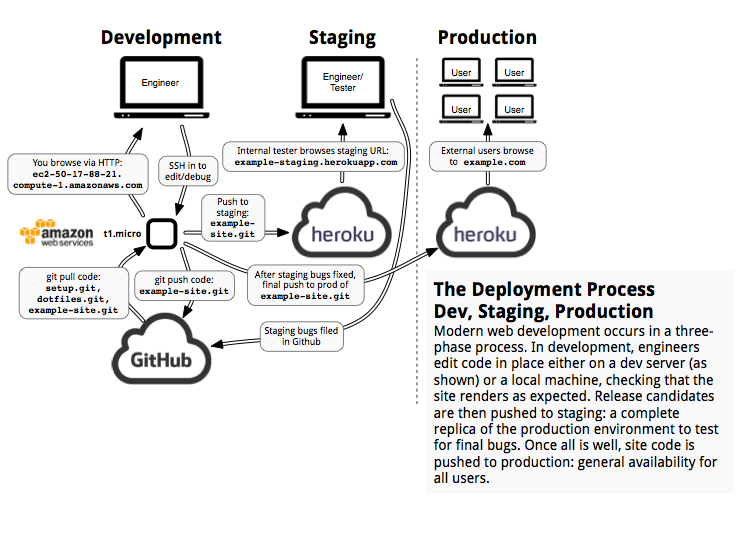 Development
Staging
Production
Engineer
Engineer/
Tester
User
User
User
User
You browse via HTTP:
ec2-50-17-88-21.
compute-1.amazonaws.com
SSH in to
edit/debug
Internal tester browses staging URL:
example-staging.herokuapp.com
External users browse
to example.com
Push to
staging:
example-
site.git
amazon
web services
t1.micro
heroku
heroku
git pull code:
setup.git,
dotfiles.git,
example-site.git
git push code:
example-site.git
After staging bugs fixed,
final push to prod of
example-site.git
Staging bugs filed
in Github
GitHub
The Deployment Process
Dev, Staging, Production
Modern web development occurs in a three-
phase process. In development, engineers
edit code in place either on a dev server (as
shown) or a local machine, checking that the
site renders as expected. Release candidates
are then pushed to staging: a complete
replica of the production environment to test
for final bugs. Once all is well, site code is
pushed to production: general availability for
all users.